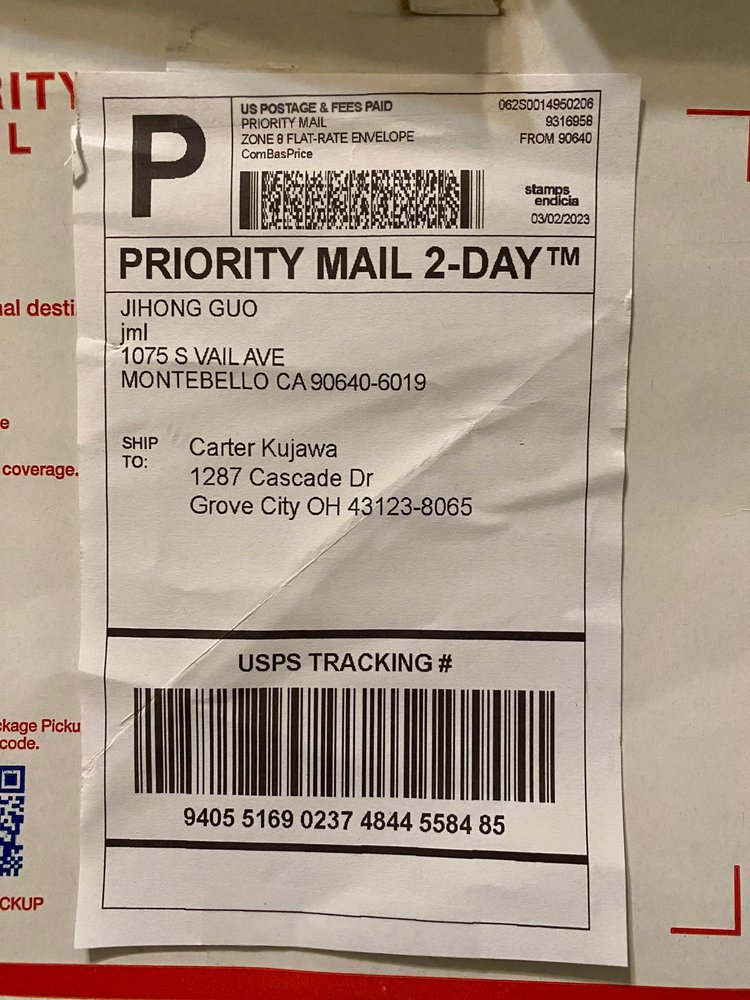 RITY
L
P
US POSTAGE & FEES PAID
PRIORITY MAIL
ZONE 8 FLAT-RATE ENVELOPE
ComBasPrice
062S0014950206
9316958
FROM 90640
stamps
endicia
03/02/2023
PRIORITY MAIL 2-DAY™
JIHONG GUO
jml
1075 S VAIL AVE
MONTEBELLO CA 90640-6019
SHIP
TO:
Carter Kujawa
1287 Cascade Dr
Grove City OH 43123-8065
USPS TRACKING #
9405 5169 0237 4844 5584 85
nal desti
e
coverage.
ckage Picku
code.
CKUP